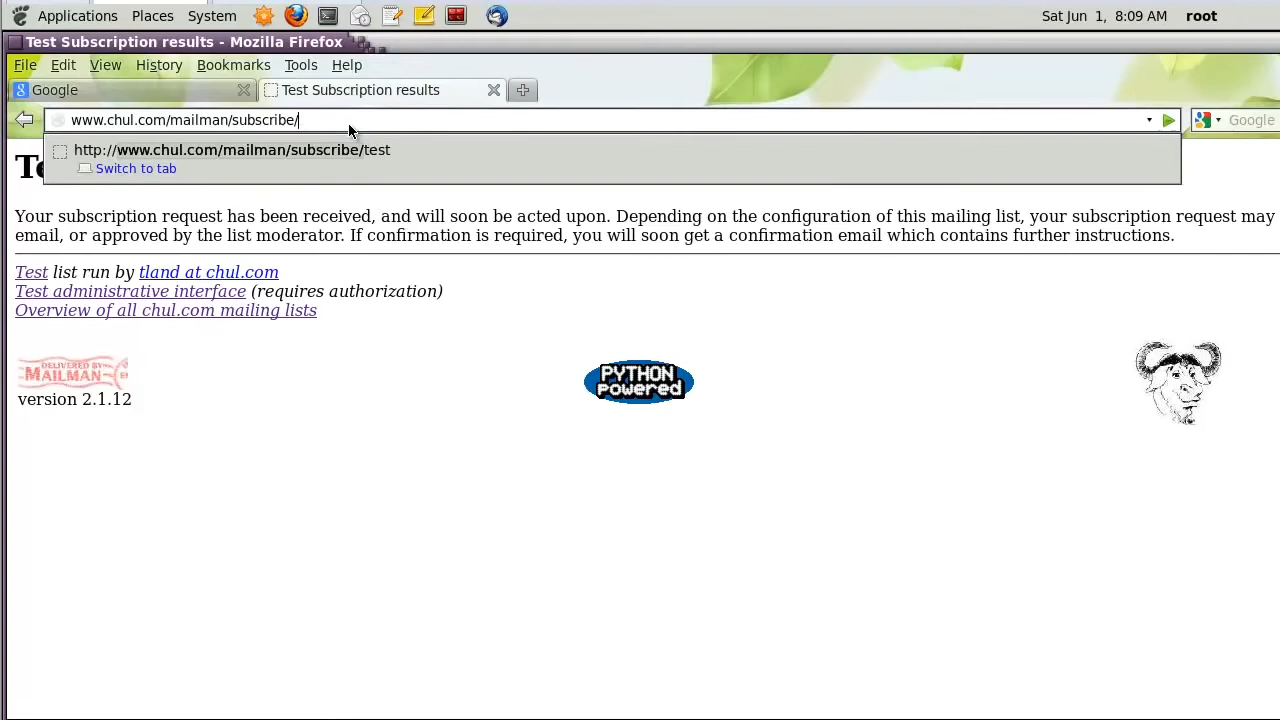 Applications Places System Sat Jun 1, 8:09 AM root
Test Subscription results - Mozilla Firefox
File Edit View History Bookmarks Tools Help
Google Test Subscription results
www.chul.com/mailman/subscribe/ Google
http://www.chul.com/mailman/subscribe/test
Switch to tab
Your subscription request has been received, and will soon be acted upon. Depending on the configuration of this mailing list, your subscription request may
email, or approved by the list moderator. If confirmation is required, you will soon get a confirmation email which contains further instructions.
Test list run by tland at chul.com
Test administrative interface (requires authorization)
Overview of all chul.com mailing lists
DELIVERED BY
MAILMAN
version 2.1.12
PYTHON
powered